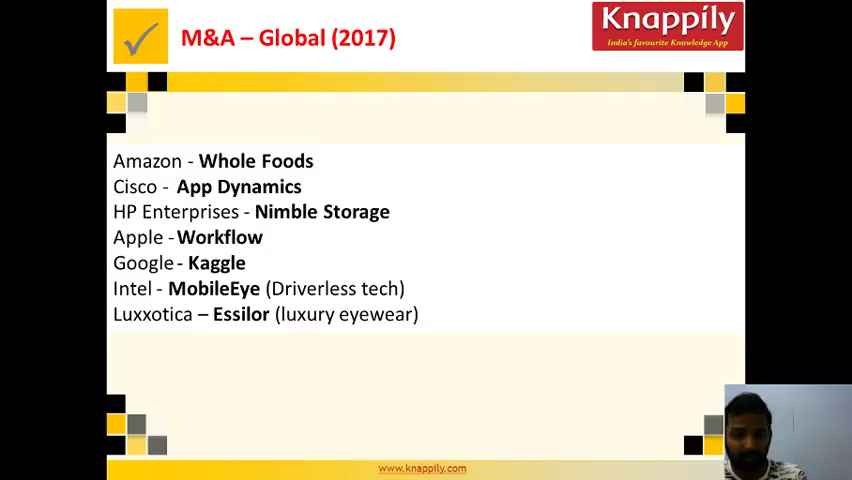 M&A – Global (2017)
Knappily
India's favourite Knowledge App
Amazon - Whole Foods
Cisco - App Dynamics
HP Enterprises - Nimble Storage
Apple - Workflow
Google - Kaggle
Intel - MobileEye (Driverless tech)
Luxxotica – Essilor (luxury eyewear)
www.knappily.com